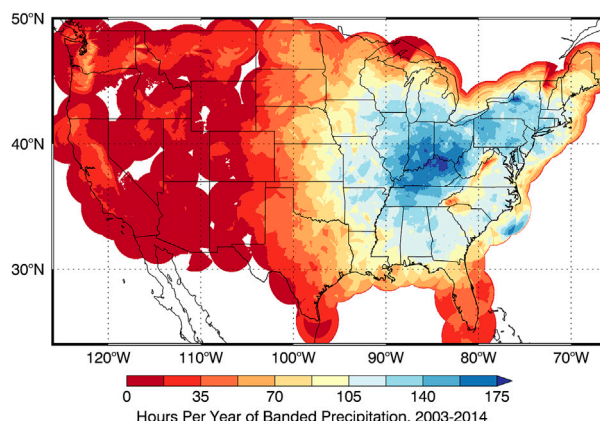 50°N
40°N
30°N
120°W 110°W 100°W 90°W 80°W 70°W
0 35 70 105 140 175
Hours Per Year of Banded Precipitation, 2003-2014